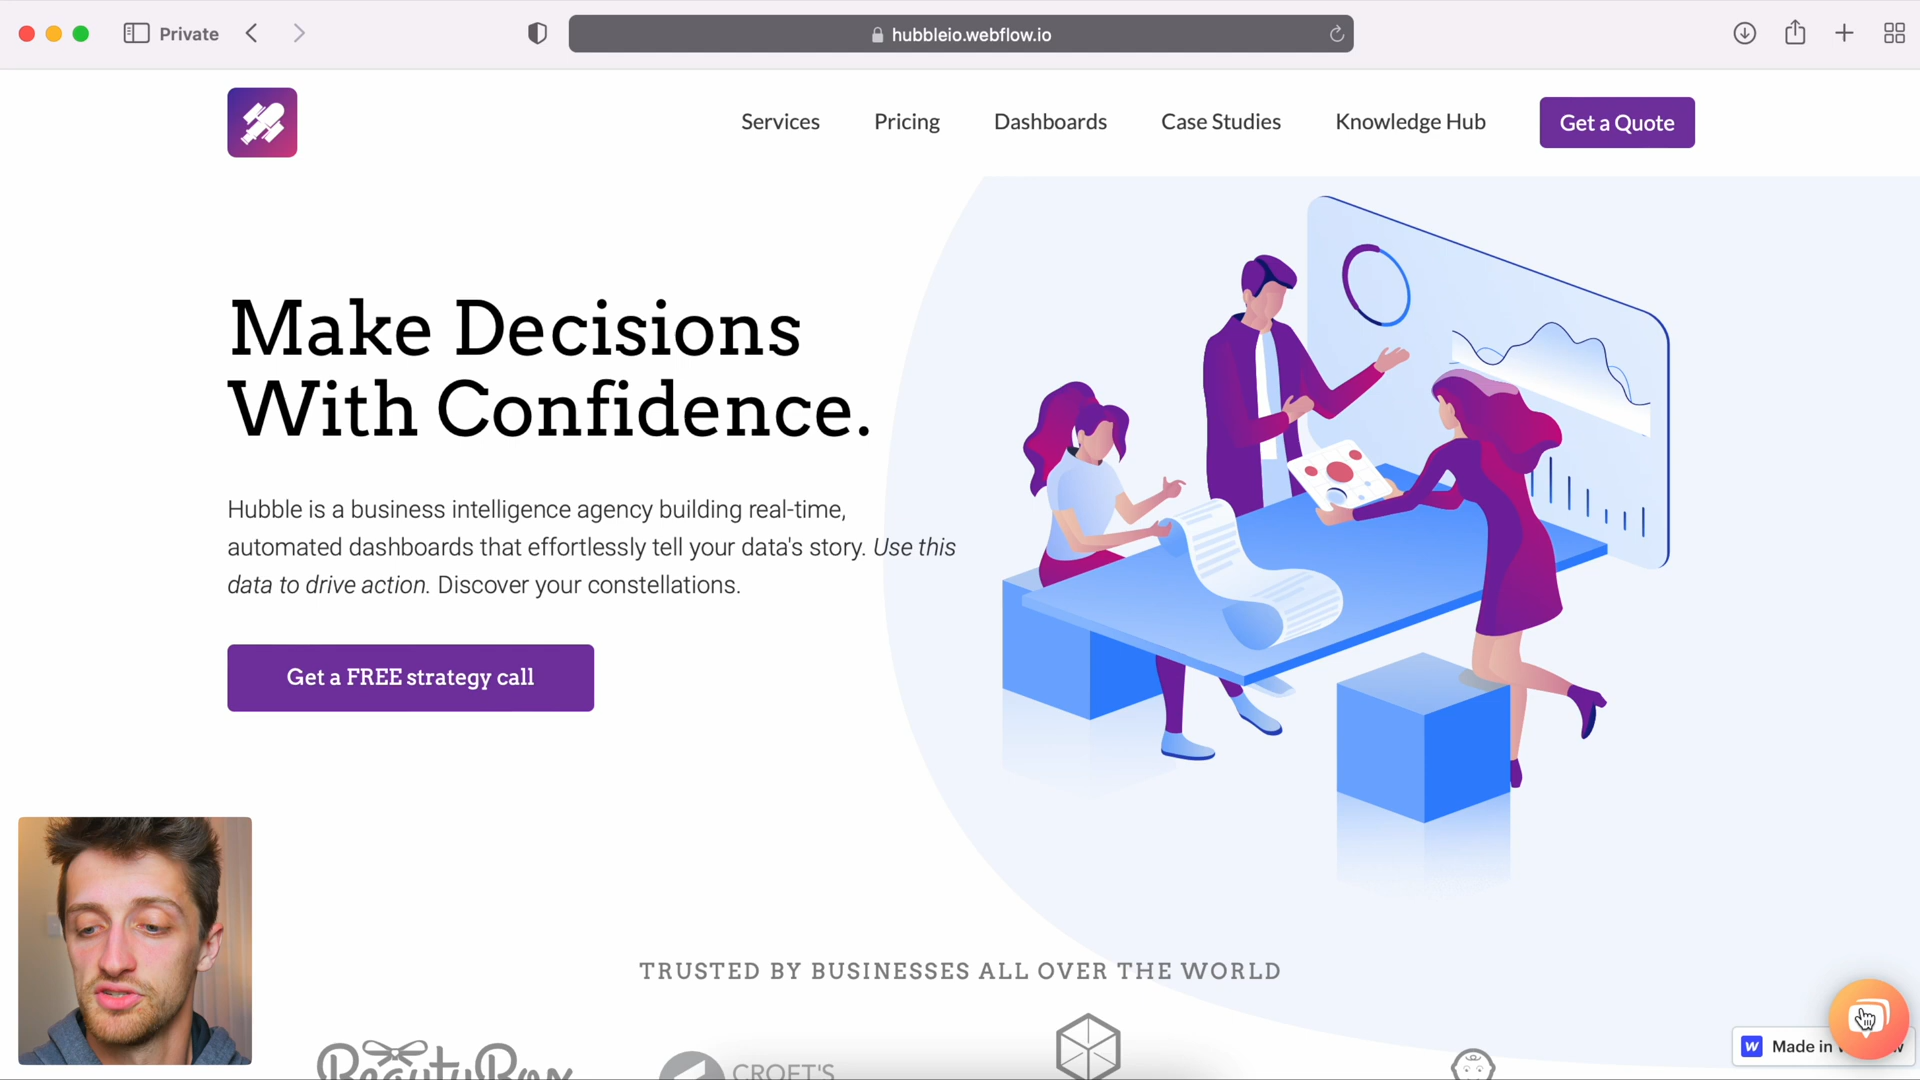 Private
hubbleio.webflow.io
Services
Pricing
Dashboards
Case Studies
Knowledge Hub
Get a Quote
Make Decisions
With Confidence.
Hubble is a business intelligence agency building real-time,
automated dashboards that effortlessly tell your data's story. Use this
data to drive action. Discover your constellations.
Get a FREE strategy call
TRUSTED BY BUSINESSES ALL OVER THE WORLD
BeautyBox
CROFT'S
Made in